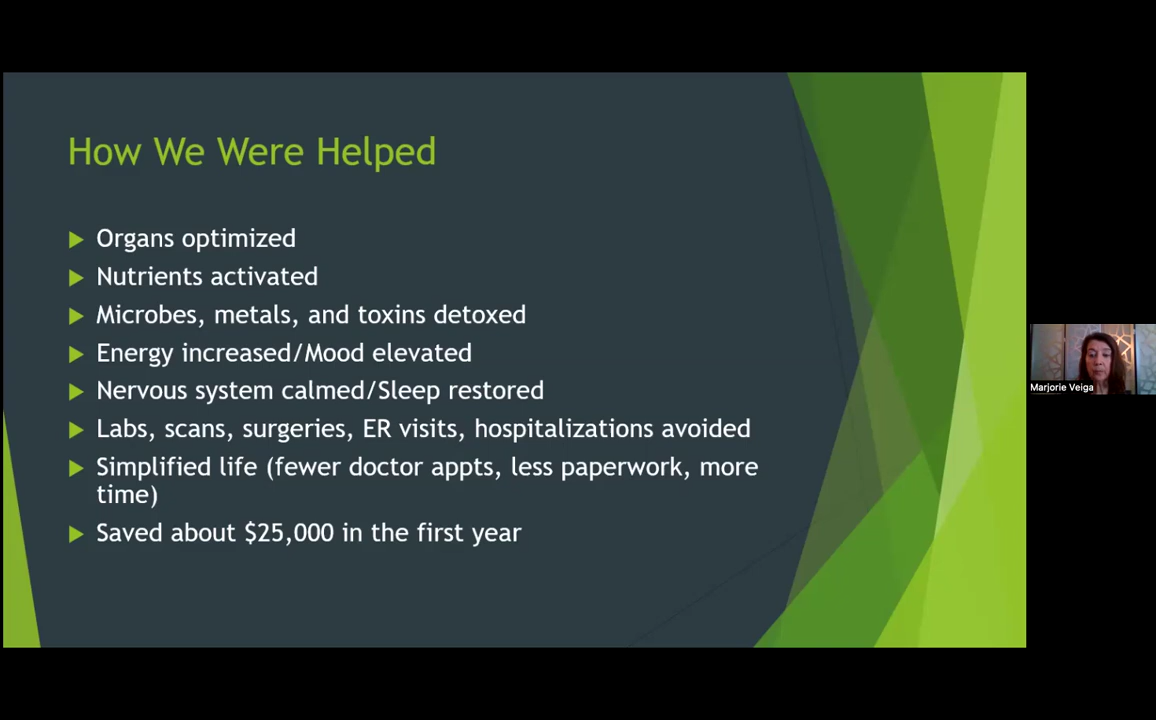 How We Were Helped
Organs optimized
Nutrients activated
Microbes, metals, and toxins detoxed
Energy increased/Mood elevated
Nervous system calmed/Sleep restored
Labs, scans, surgeries, ER visits, hospitalizations avoided
Simplified life (fewer doctor appts, less paperwork, more
time)
Saved about $25,000 in the first year
Marjorie Veiga